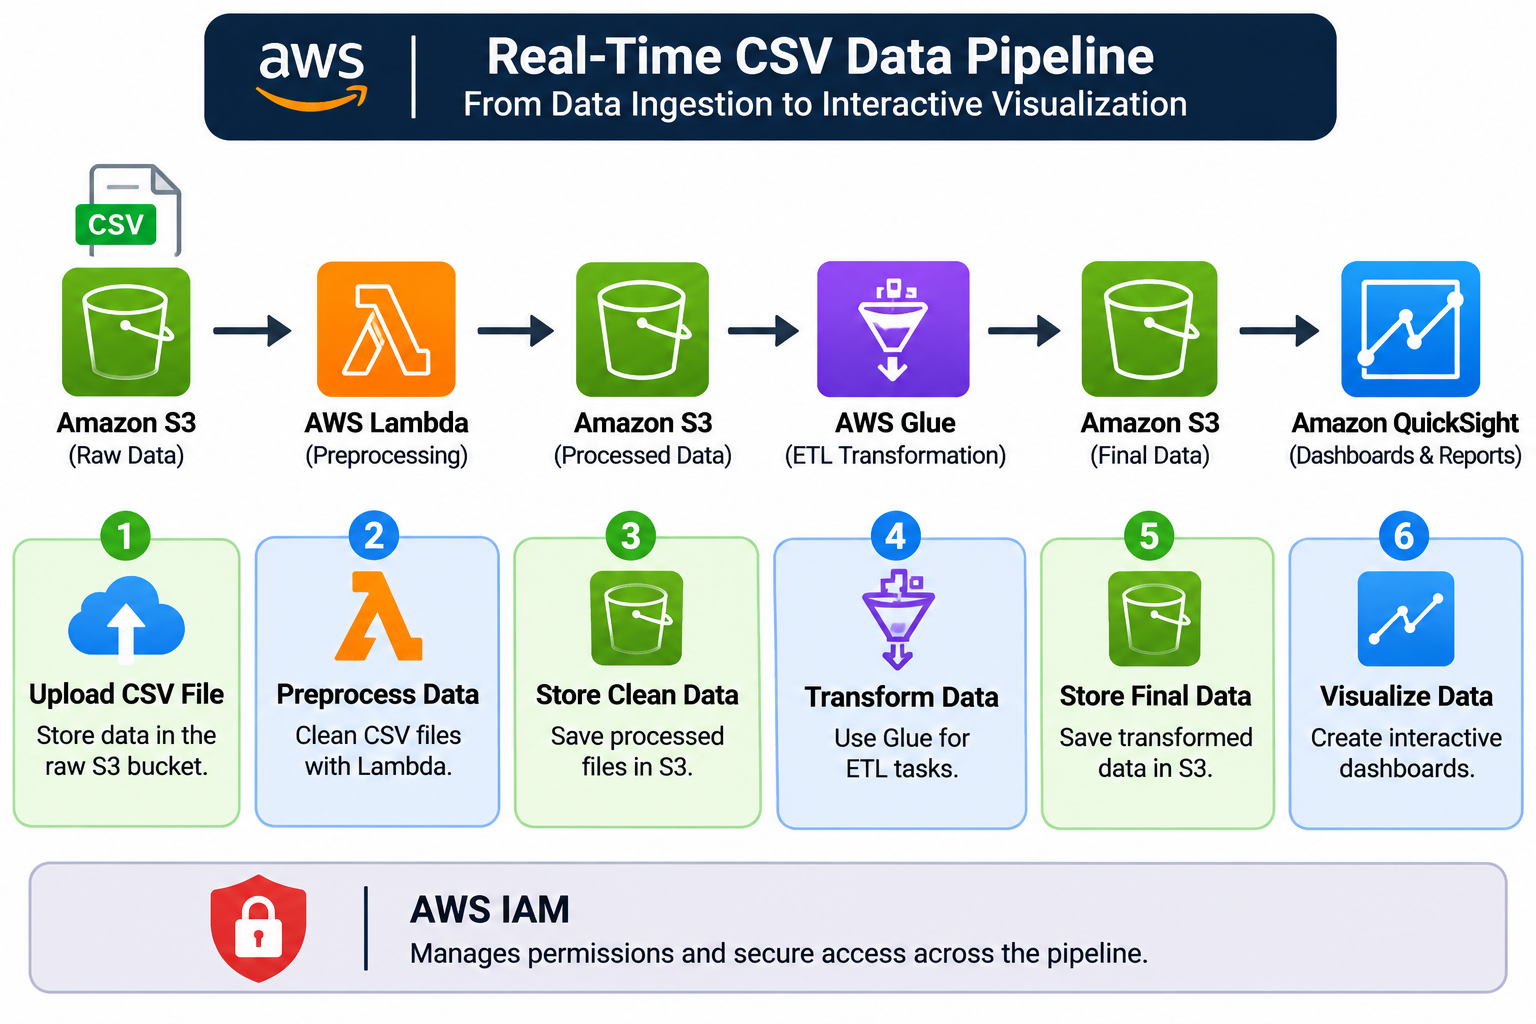 aws
Real-Time CSV Data Pipeline
From Data Ingestion to Interactive Visualization
CSV
Amazon S3
(Raw Data)
AWS Lambda
(Preprocessing)
Amazon S3
(Processed Data)
AWS Glue
(ETL Transformation)
Amazon S3
(Final Data)
Amazon QuickSight
(Dashboards & Reports)
1
Upload CSV File
Store data in the
raw S3 bucket.
2
Preprocess Data
Clean CSV files
with Lambda.
3
Store Clean Data
Save processed
files in S3.
4
Transform Data
Use Glue for
ETL tasks.
5
Store Final Data
Save transformed
data in S3.
6
Visualize Data
Create interactive
dashboards.
AWS IAM
Manages permissions and secure access across the pipeline.